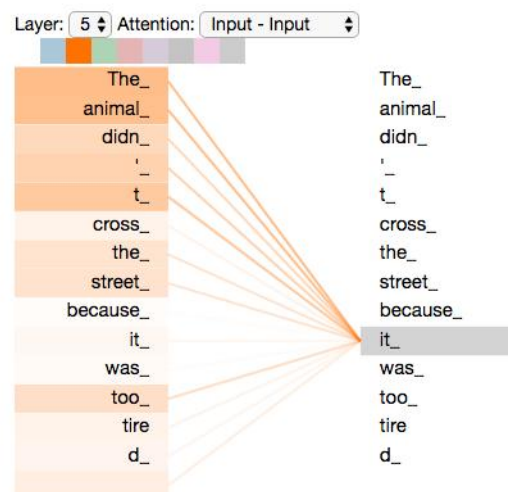 Layer: 5 Attention: Input - Input
The_ The_
animal_ animal_
didn_ didn_
'_ '_
t_ t_
cross_ cross_
the_ the_
street_ street_
because_ because_
it_ it_
was_ was_
too_ too_
tire tire
d_ d_